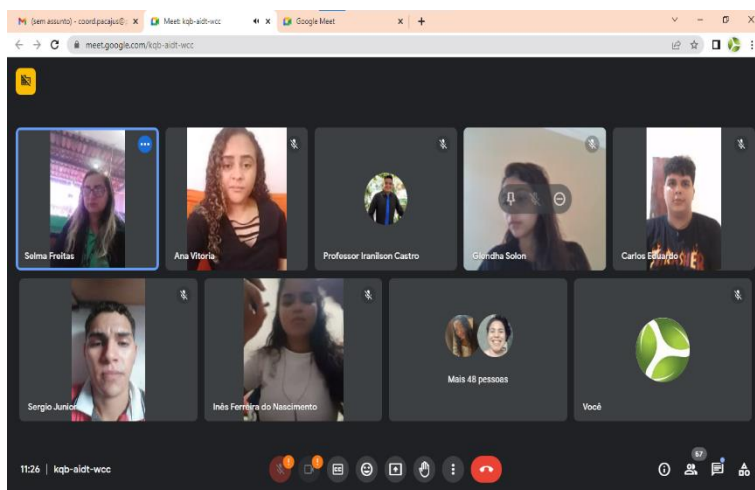 (sem assunto) - coord.pacajus@
Meet: kqb-aidt-wcc
Google Meet
meet.google.com/kqb-aidt-wcc
Selma Freitas
Ana Vitoria
Professor Iranilson Castro
Glendha Solon
Carlos Eduardo
Sergio Junior
Inês Ferreira do Nascimento
Mais 48 pessoas
Você
11:26 | kqb-aidt-wcc
67